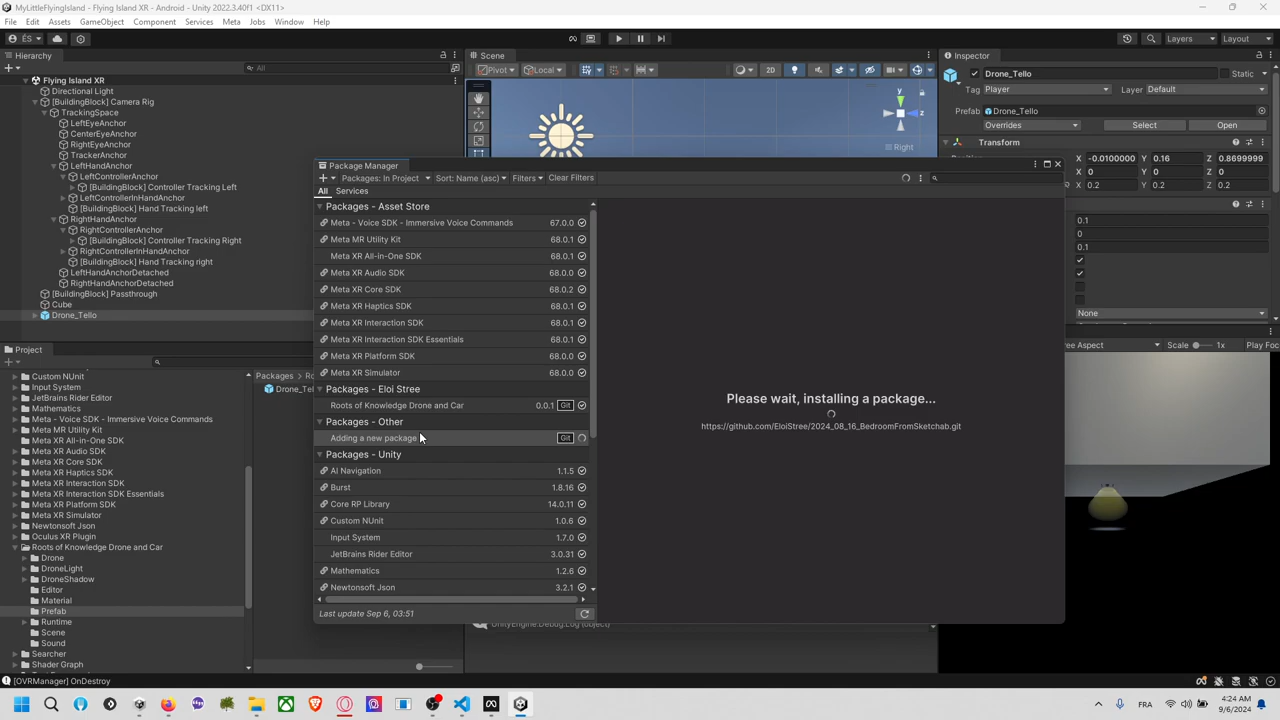 MyLittleFlyingIsland - Flying Island XR - Android - Unity 2022.3.40f1 <DX11>
File Edit Assets GameObject Component Services Meta Jobs Window Help
ÉS
Layers Layout
Hierarchy
Scene
Inspector
All
Pivot Local 2D
Flying Island XR
Directional Light
[BuildingBlock] Camera Rig
TrackingSpace
LeftEyeAnchor
CenterEyeAnchor
RightEyeAnchor
TrackerAnchor
LeftHandAnchor
LeftControllerAnchor
[BuildingBlock] Controller Tracking Left
LeftControllerInHandAnchor
[BuildingBlock] Hand Tracking left
RightHandAnchor
RightControllerAnchor
[BuildingBlock] Controller Tracking Right
RightControllerInHandAnchor
[BuildingBlock] Hand Tracking right
LeftHandAnchorDetached
RightHandAnchorDetached
[BuildingBlock] Passthrough
Cube
Drone_Tello
y
z
Right
Drone_Tello Static
Tag Player Layer Default
Prefab Drone_Tello
Overrides Select Open
Transform
X -0.0100000 Y 0.16 Z 0.8699999
X Y Z
X 0.2 Y 0.2 Z 0.2
0.1
0
0.1
None
ree Aspect Scale 1x Play Foc
Package Manager
Packages: In Project Sort: Name (asc) Filters Clear Filters
All Services
Packages - Asset Store
Meta - Voice SDK - Immersive Voice Commands 67.0.0
Meta MR Utility Kit 68.0.1
Meta XR All-in-One SDK 68.0.1
Meta XR Audio SDK 68.0.0
Meta XR Core SDK 68.0.2
Meta XR Haptics SDK 68.0.1
Meta XR Interaction SDK 68.0.1
Meta XR Interaction SDK Essentials 68.0.1
Meta XR Platform SDK 68.0.0
Meta XR Simulator 68.0.0
Packages - Eloi Stree
Roots of Knowledge Drone and Car 0.0.1 Git
Packages - Other
Adding a new package Git
Packages - Unity
AI Navigation 1.1.5
Burst 1.8.16
Core RP Library 14.0.11
Custom NUnit 1.0.6
Input System 1.7.0
JetBrains Rider Editor 3.0.31
Mathematics 1.2.6
Newtonsoft Json 3.2.1
Last update Sep 6, 03:51
Please wait, installing a package...
https://github.com/EloiStree/2024_08_16_BedroomFromSketchab.git
Project
Custom NUnit
Input System
JetBrains Rider Editor
Mathematics
Meta - Voice SDK - Immersive Voice Commands
Meta MR Utility Kit
Meta XR All-in-One SDK
Meta XR Audio SDK
Meta XR Core SDK
Meta XR Haptics SDK
Meta XR Interaction SDK
Meta XR Interaction SDK Essentials
Meta XR Platform SDK
Meta XR Simulator
Newtonsoft Json
Oculus XR Plugin
Roots of Knowledge Drone and Car
Drone
DroneLight
DroneShadow
Editor
Material
Prefab
Runtime
Scene
Sound
Searcher
Shader Graph
Packages Ro
Drone_Tel
UnityEngine.Debug:Log (object)
[OVRManager] OnDestroy
FRA
4:24 AM
9/6/2024